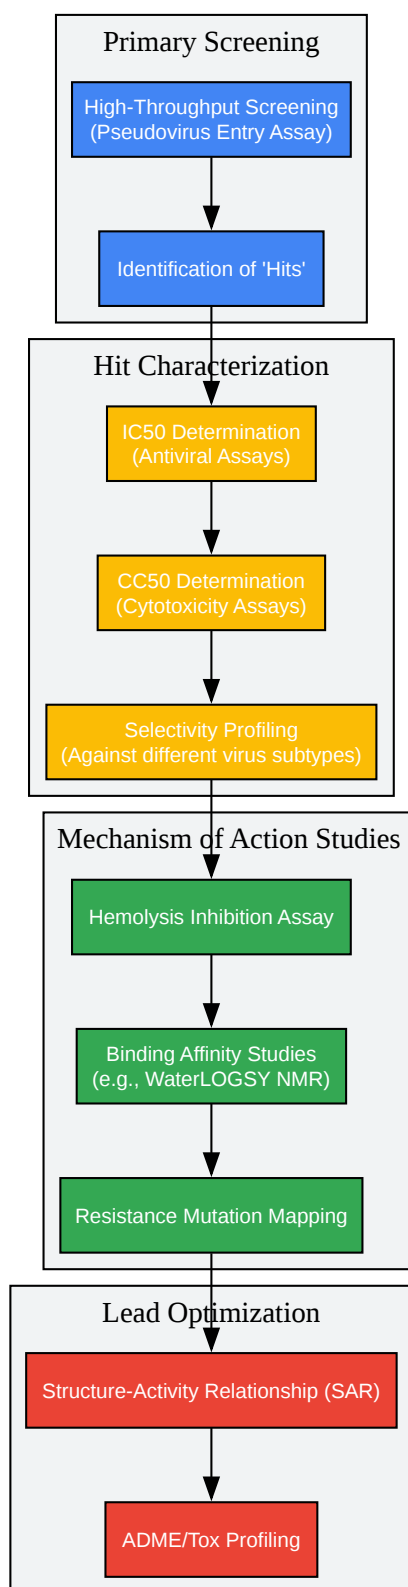 Primary Screening
High-Throughput Screening
(Pseudovirus Entry Assay)
Identification of 'Hits'
Hit Characterization
IC50 Determination
(Antiviral Assays)
CC50 Determination
(Cytotoxicity Assays)
Selectivity Profiling
(Against different virus subtypes)
Mechanism of Action Studies
Hemolysis Inhibition Assay
Binding Affinity Studies
(e.g., WaterLOGSY NMR)
Resistance Mutation Mapping
Lead Optimization
Structure-Activity Relationship (SAR)
ADME/Tox Profiling